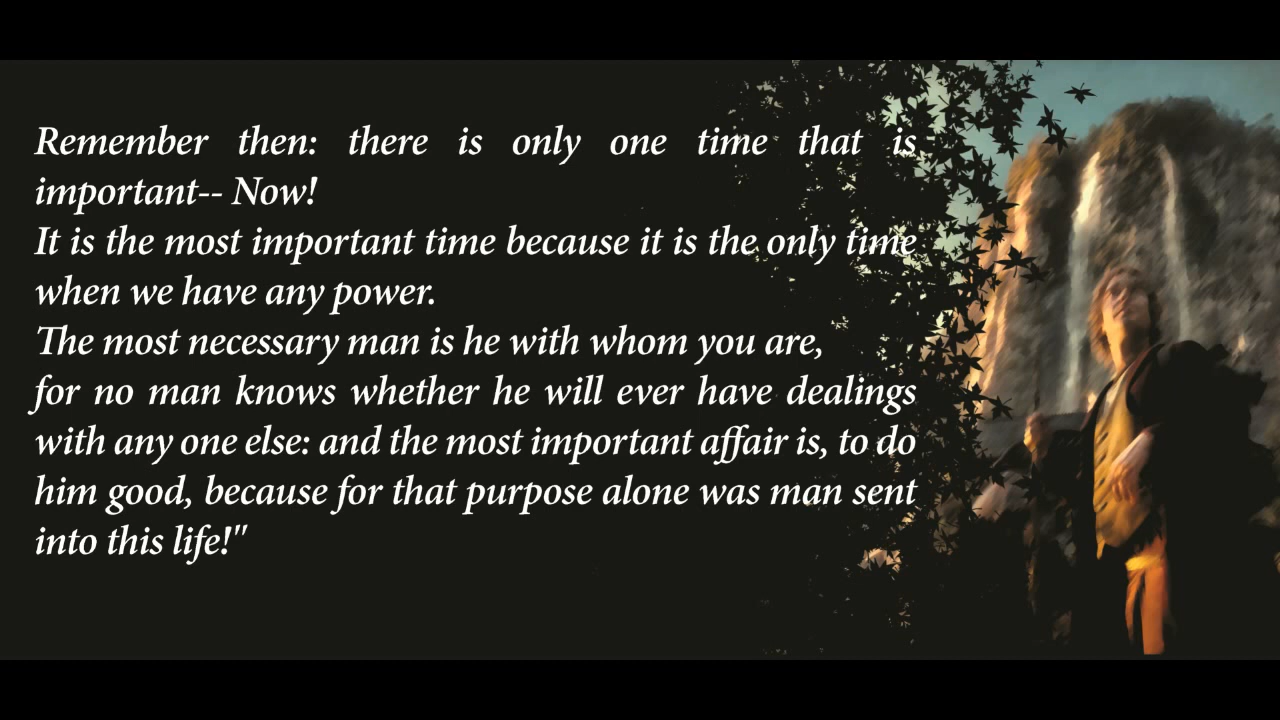 Remember then: there is only one time that is
important-- Now!
It is the most important time because it is the only time
when we have any power.
The most necessary man is he with whom you are,
for no man knows whether he will ever have dealings
with any one else: and the most important affair is, to do
him good, because for that purpose alone was man sent
into this life!"